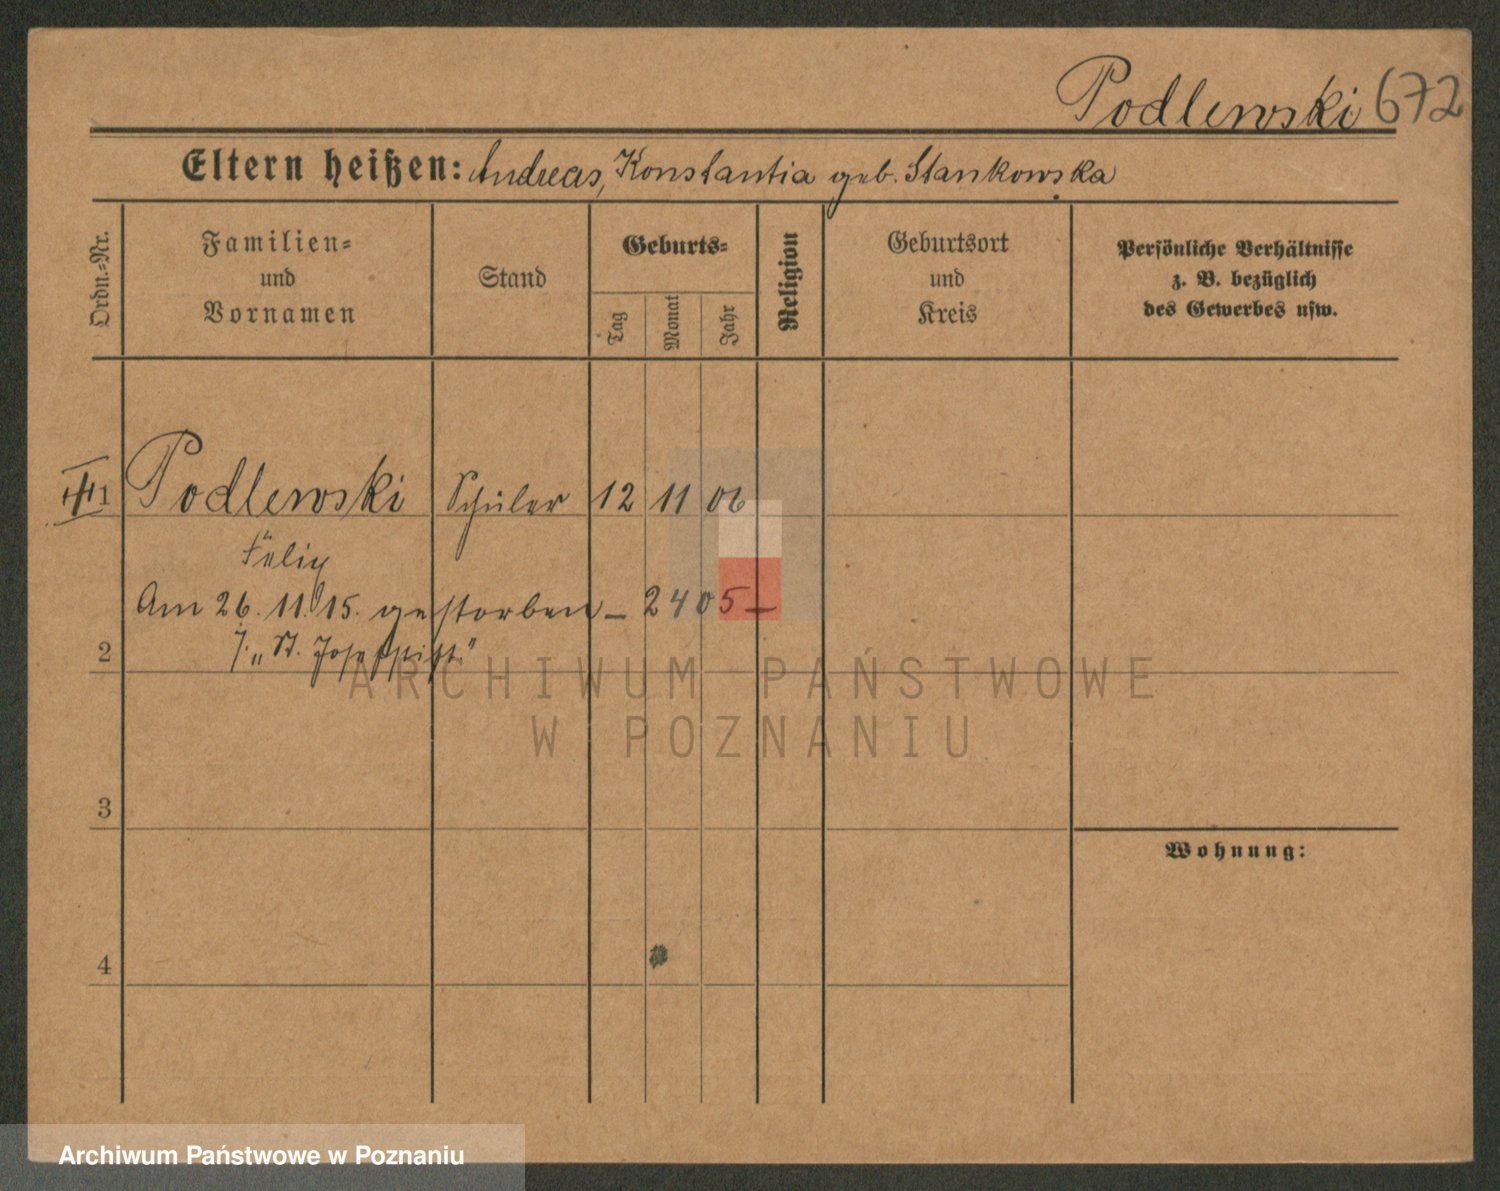 Podlewski 672
Eltern heißen: Andreas, Konstantia geb. Stankowska
Ordn.=Nr.
Familien=
und
Vornamen
Stand
Geburts=
Tag
Monat
Jahr
Religion
Geburtsort
und
Kreis
Persönliche Verhältnisse
z. B. bezüglich
des Gewerbes usw.
1 Podlewski Schüler 12 11 06
Felix
Am 26.11.15. gestorben – 2405 –
2 J. „St. Josephstift."
ARCHIWUM PAŃSTWOWE
W POZNANIU
3
Wohnung:
4
Archiwum Państwowe w Poznaniu